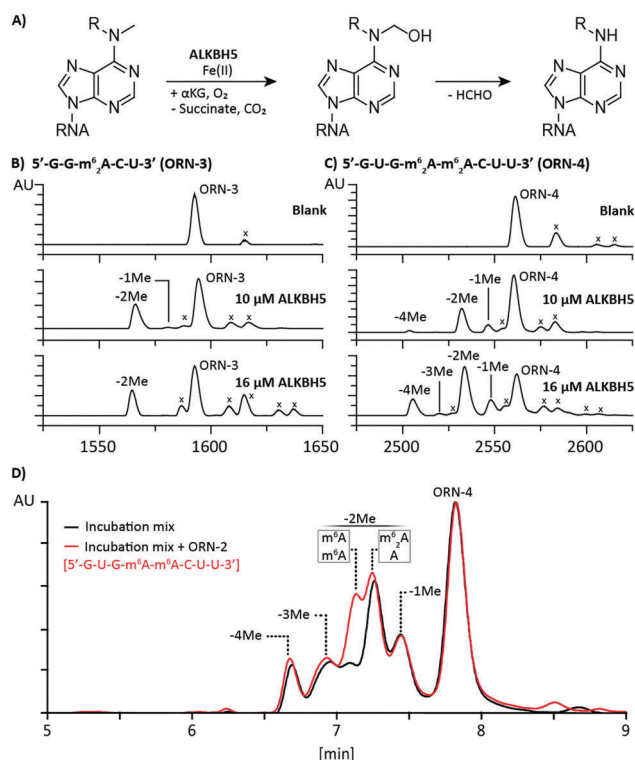 A)
R N
N N
N N
RNA
ALKBH5
Fe(II)
+ αKG, O₂
- Succinate, CO₂
R N OH
N N
N N
RNA
- HCHO
R NH
N N
N N
RNA
B) 5'-G-G-m⁶₂A-C-U-3' (ORN-3)
AU
ORN-3
x
Blank
-2Me
-1Me
x
ORN-3
x x
10 µM ALKBH5
-2Me
x
ORN-3
x x x x
16 µM ALKBH5
1550 1600 1650
C) 5'-G-U-G-m⁶₂A-m⁶₂A-C-U-U-3' (ORN-4)
AU
ORN-4
x x x
Blank
-4Me
-2Me
-1Me
x
ORN-4
x x
10 µM ALKBH5
-4Me
-3Me
x
-2Me
-1Me
x
ORN-4
x x x x
16 µM ALKBH5
2500 2550 2600
D)
AU
Incubation mix
Incubation mix + ORN-2
[5'-G-U-G-m⁶A-m⁶A-C-U-U-3']
-4Me
-3Me
-2Me
m⁶A
m⁶A
m⁶₂A
A
-1Me
ORN-4
5 6 7 8 9
[min]